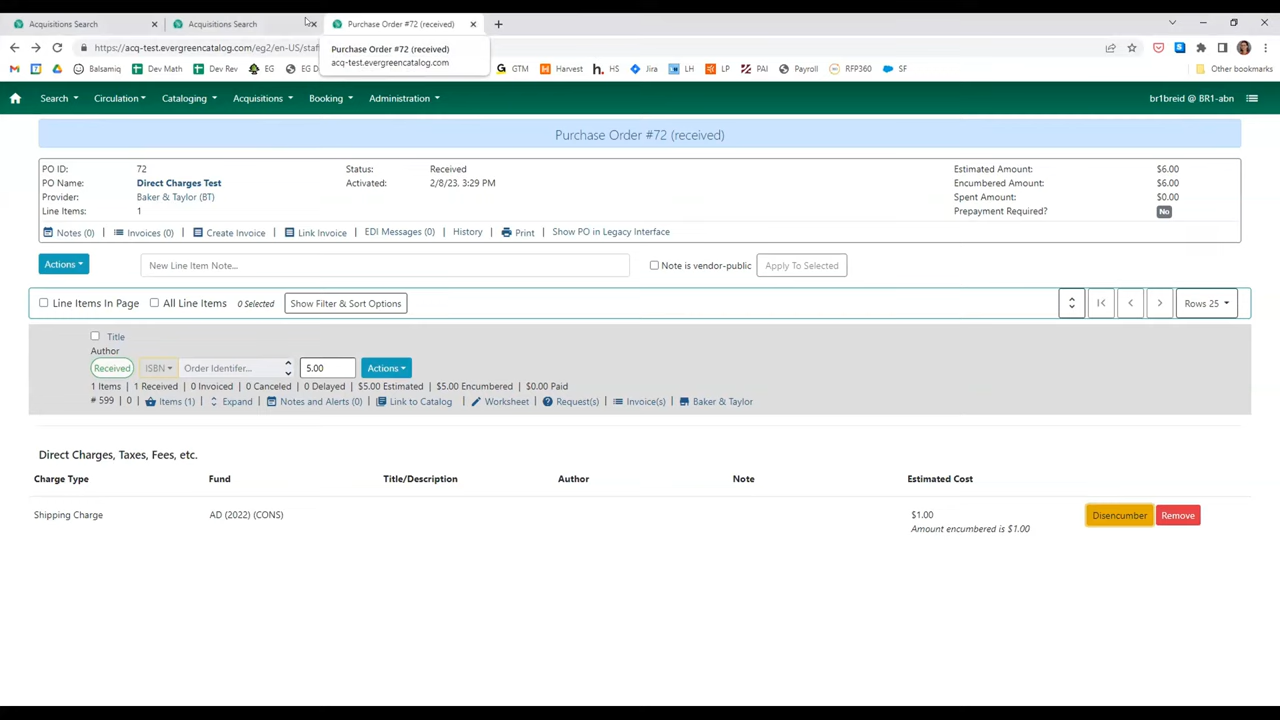 Acquisitions Search
Acquisitions Search
Purchase Order #72 (received)
https://acq-test.evergreencatalog.com/eg2/en-US/staf
Purchase Order #72 (received)
acq-test.evergreencatalog.com
Balsamiq Dev Math Dev Rev EG EG D GTM Harvest HS Jira LH LP PAI Payroll RFP360 SF Other bookmarks
Search Circulation Cataloging Acquisitions Booking Administration br1breid @ BR1-abn
Purchase Order #72 (received)
PO ID: 72 Status: Received Estimated Amount: $6.00
PO Name: Direct Charges Test Activated: 2/8/23, 3:29 PM Encumbered Amount: $6.00
Provider: Baker & Taylor (BT) Spent Amount: $0.00
Line Items: 1 Prepayment Required? No
Notes (0) Invoices (0) Create Invoice Link Invoice EDI Messages (0) History Print Show PO in Legacy Interface
Actions New Line Item Note... Note is vendor-public Apply To Selected
Line Items In Page All Line Items 0 Selected Show Filter & Sort Options Rows 25
Title
Author
Received ISBN Order Identifer... 5.00 Actions
1 Items | 1 Received | 0 Invoiced | 0 Canceled | 0 Delayed | $5.00 Estimated | $5.00 Encumbered | $0.00 Paid
# 599 | 0 | Items (1) | Expand | Notes and Alerts (0) | Link to Catalog | Worksheet | Request(s) | Invoice(s) | Baker & Taylor
Direct Charges, Taxes, Fees, etc.
Charge Type Fund Title/Description Author Note Estimated Cost
Shipping Charge AD (2022) (CONS) $1.00 Disencumber Remove
Amount encumbered is $1.00